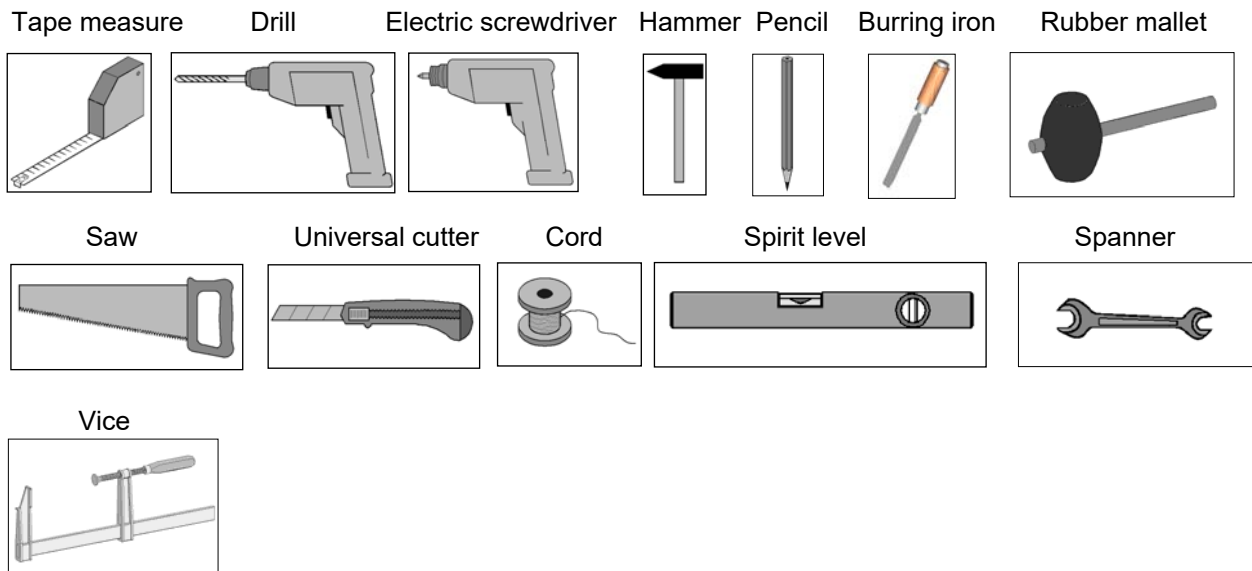 Tape measure Drill Electric screwdriver Hammer Pencil Burring iron Rubber mallet
Saw Universal cutter Cord Spirit level Spanner
Vice